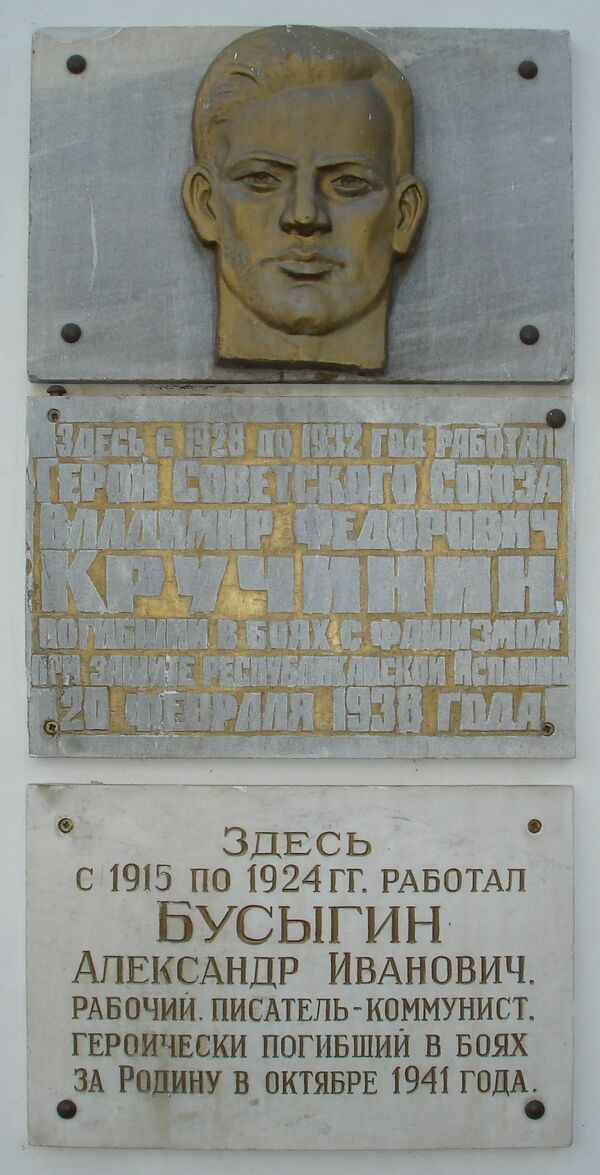 ЗДЕСЬ С 1928 ДО 1932 ГОД РАБОТАЛ
ГЕРОЙ СОВЕТСКОГО СОЮЗА
ВЛАДИМИР ФЕДОРОВИЧ
КРУЧИНИН,
ПОГИБШИЙ В БОЯХ С ФАШИЗМОМ
ПРИ ЗАЩИТЕ РЕСПУБЛИКАНСКОЙ ИСПАНИИ
20 ФЕВРАЛЯ 1938 ГОДА.
ЗДЕСЬ
С 1915 ПО 1924 ГГ. РАБОТАЛ
БУСЫГИН
АЛЕКСАНДР ИВАНОВИЧ.
РАБОЧИЙ. ПИСАТЕЛЬ-КОММУНИСТ.
ГЕРОИЧЕСКИ ПОГИБШИЙ В БОЯХ
ЗА РОДИНУ В ОКТЯБРЕ 1941 ГОДА.